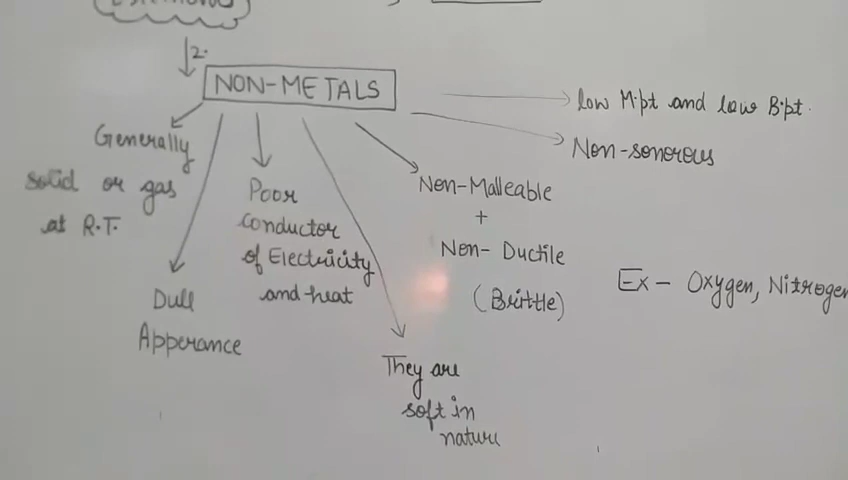 2.
NON-METALS
Generally
solid or gas
at R.T.
Dull
Apperance
Poor
conductor
of Electricity
and heat
They are
soft in
nature
Non-Malleable
+
Non-Ductile
(Brittle)
low M.pt and low B.pt.
Non-sonorous
Ex - Oxygen, Nitrogen